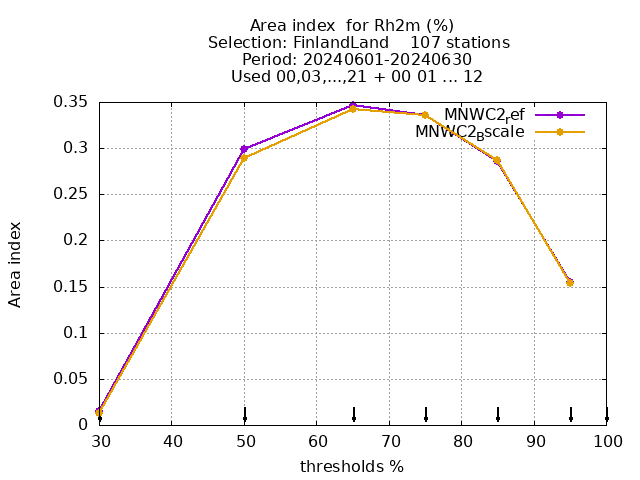 Area index  for Rh2m (%)
Selection: FinlandLand    107 stations
Period: 20240601-20240630
Used 00,03,...,21 + 00 01 ... 12
MNWC2_ref
MNWC2_Bscale
0.35
0.3
0.25
0.2
0.15
0.1
0.05
0
Area index
30 40 50 60 70 80 90 100
thresholds %